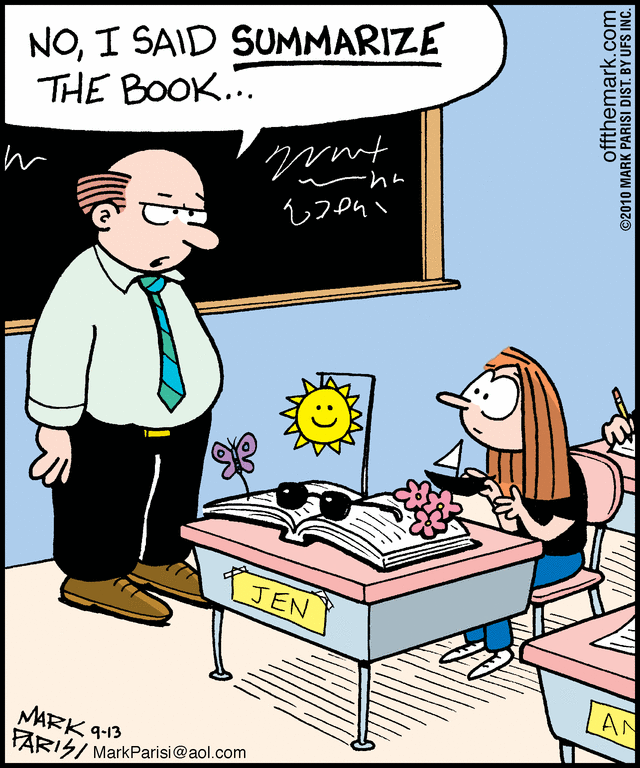 NO, I SAID SUMMARIZE
THE BOOK...
offthemark.com
©2010 MARK PARISI DIST. BY UFS INC.
JEN
AN
MARK
PARISI
9-13
MarkParisi@aol.com